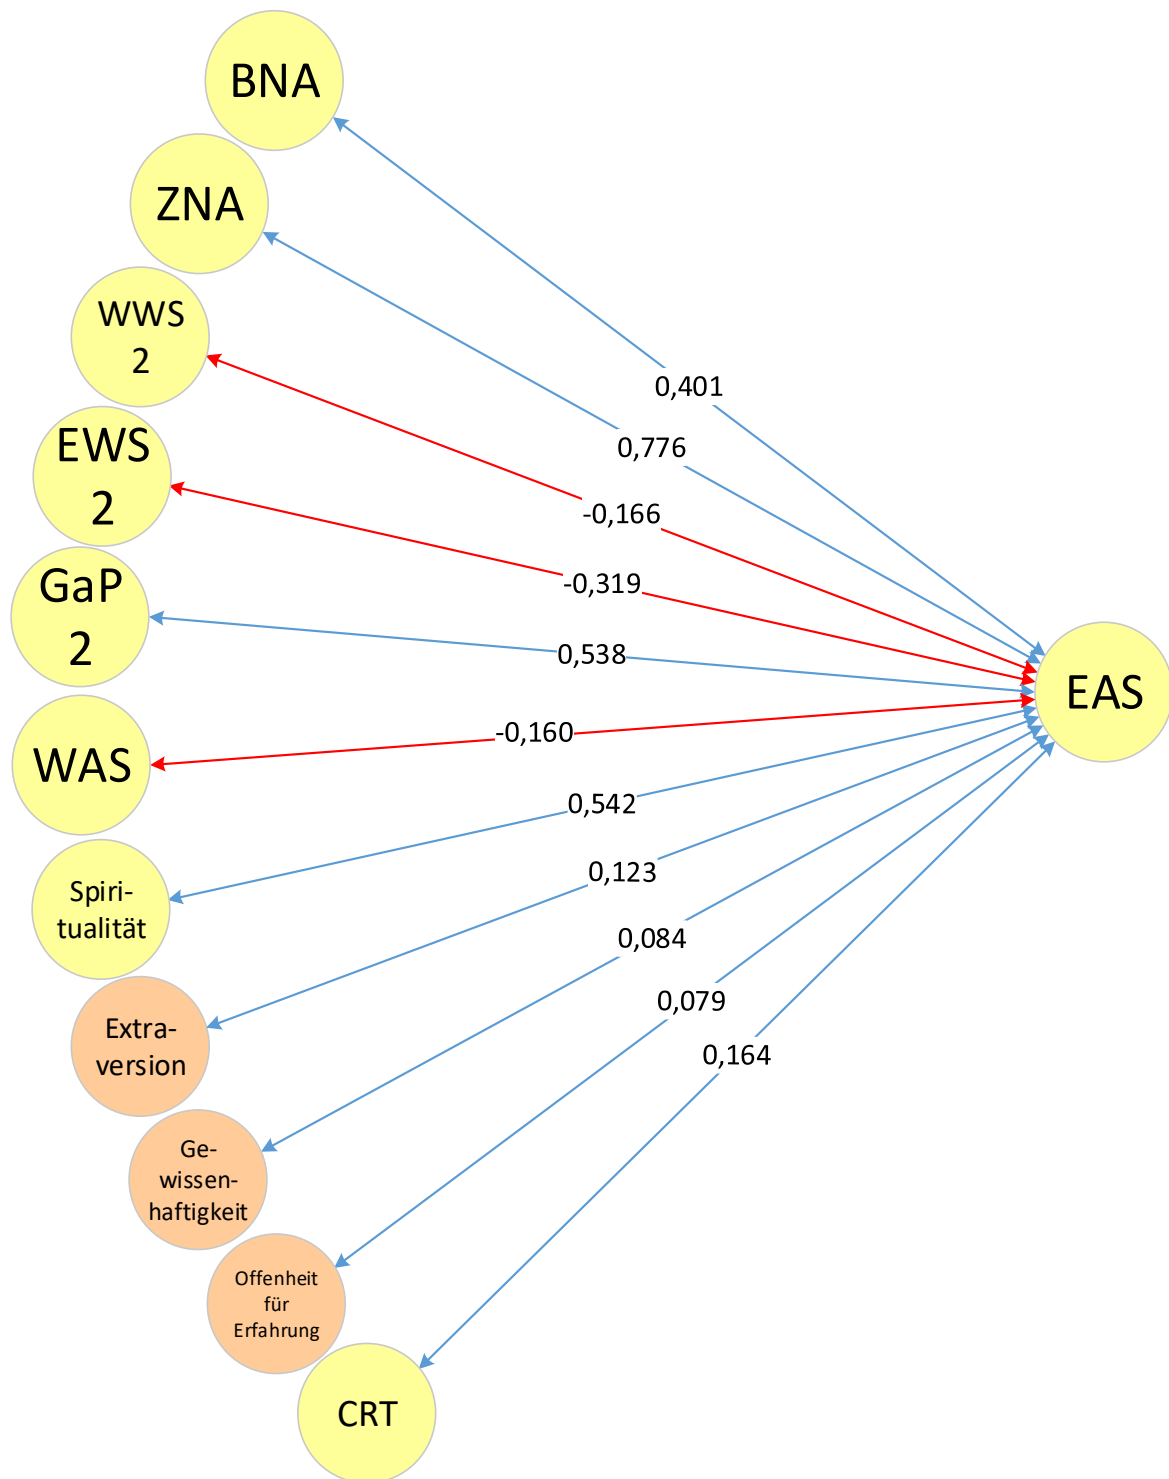 BNA
ZNA
WWS
2
EWS
2
GaP
2
WAS
Spiri-
tualität
Extra-
version
Ge-
wissen-
haftigkeit
Offenheit
für
Erfahrung
CRT
0,401
0,776
-0,166
-0,319
0,538
-0,160
0,542
0,123
0,084
0,079
0,164
EAS